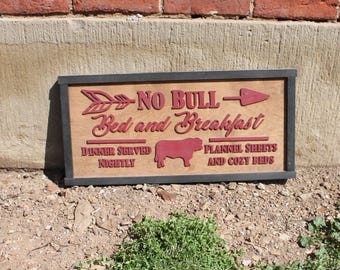 NO BULL
Bed and Breakfast
DINNER SERVED
NIGHTLY
FLANNEL SHEETS
AND COZY BEDS